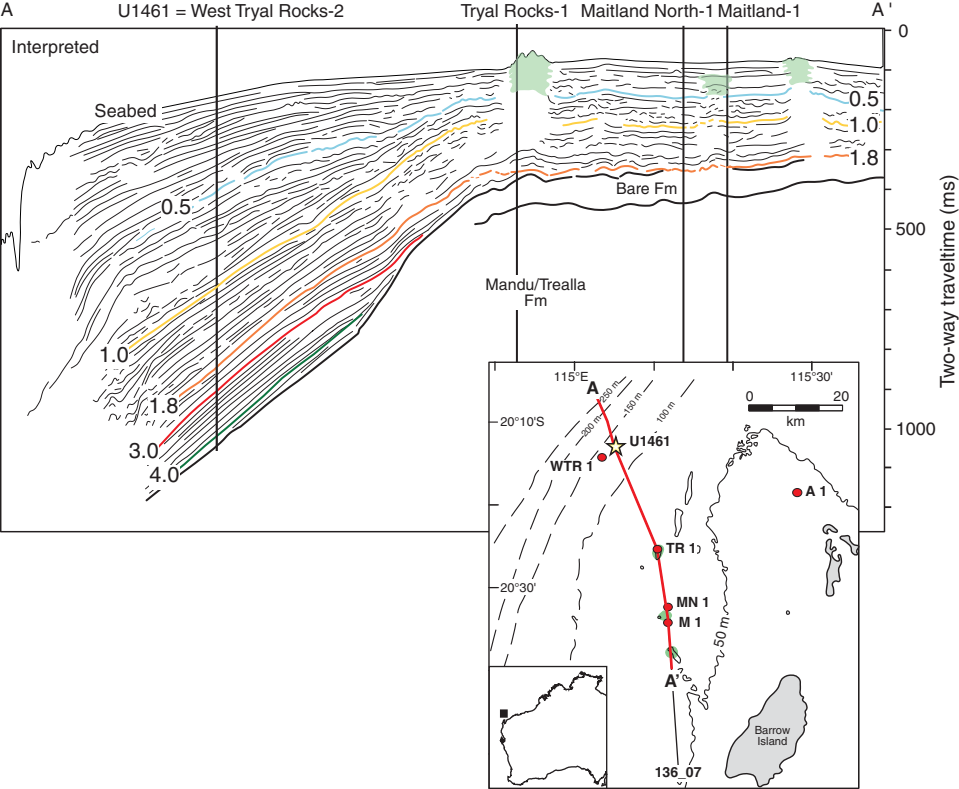 A
U1461 = West Tryal Rocks-2
Tryal Rocks-1
Maitland North-1
Maitland-1
A '
Interpreted
Seabed
0
0.5
1.0
1.8
Bare Fm
0.5
500
Mandu/Trealla
Fm
Two-way traveltime (ms)
1.0
1.8
3.0
4.0
1000
115°E
115°30'
A
250 m
200 m
150 m
100 m
0
20
km
20°10'S
U1461
WTR 1
A 1
TR 1
20°30'
MN 1
M 1
50 m
A'
Barrow
Island
136_07